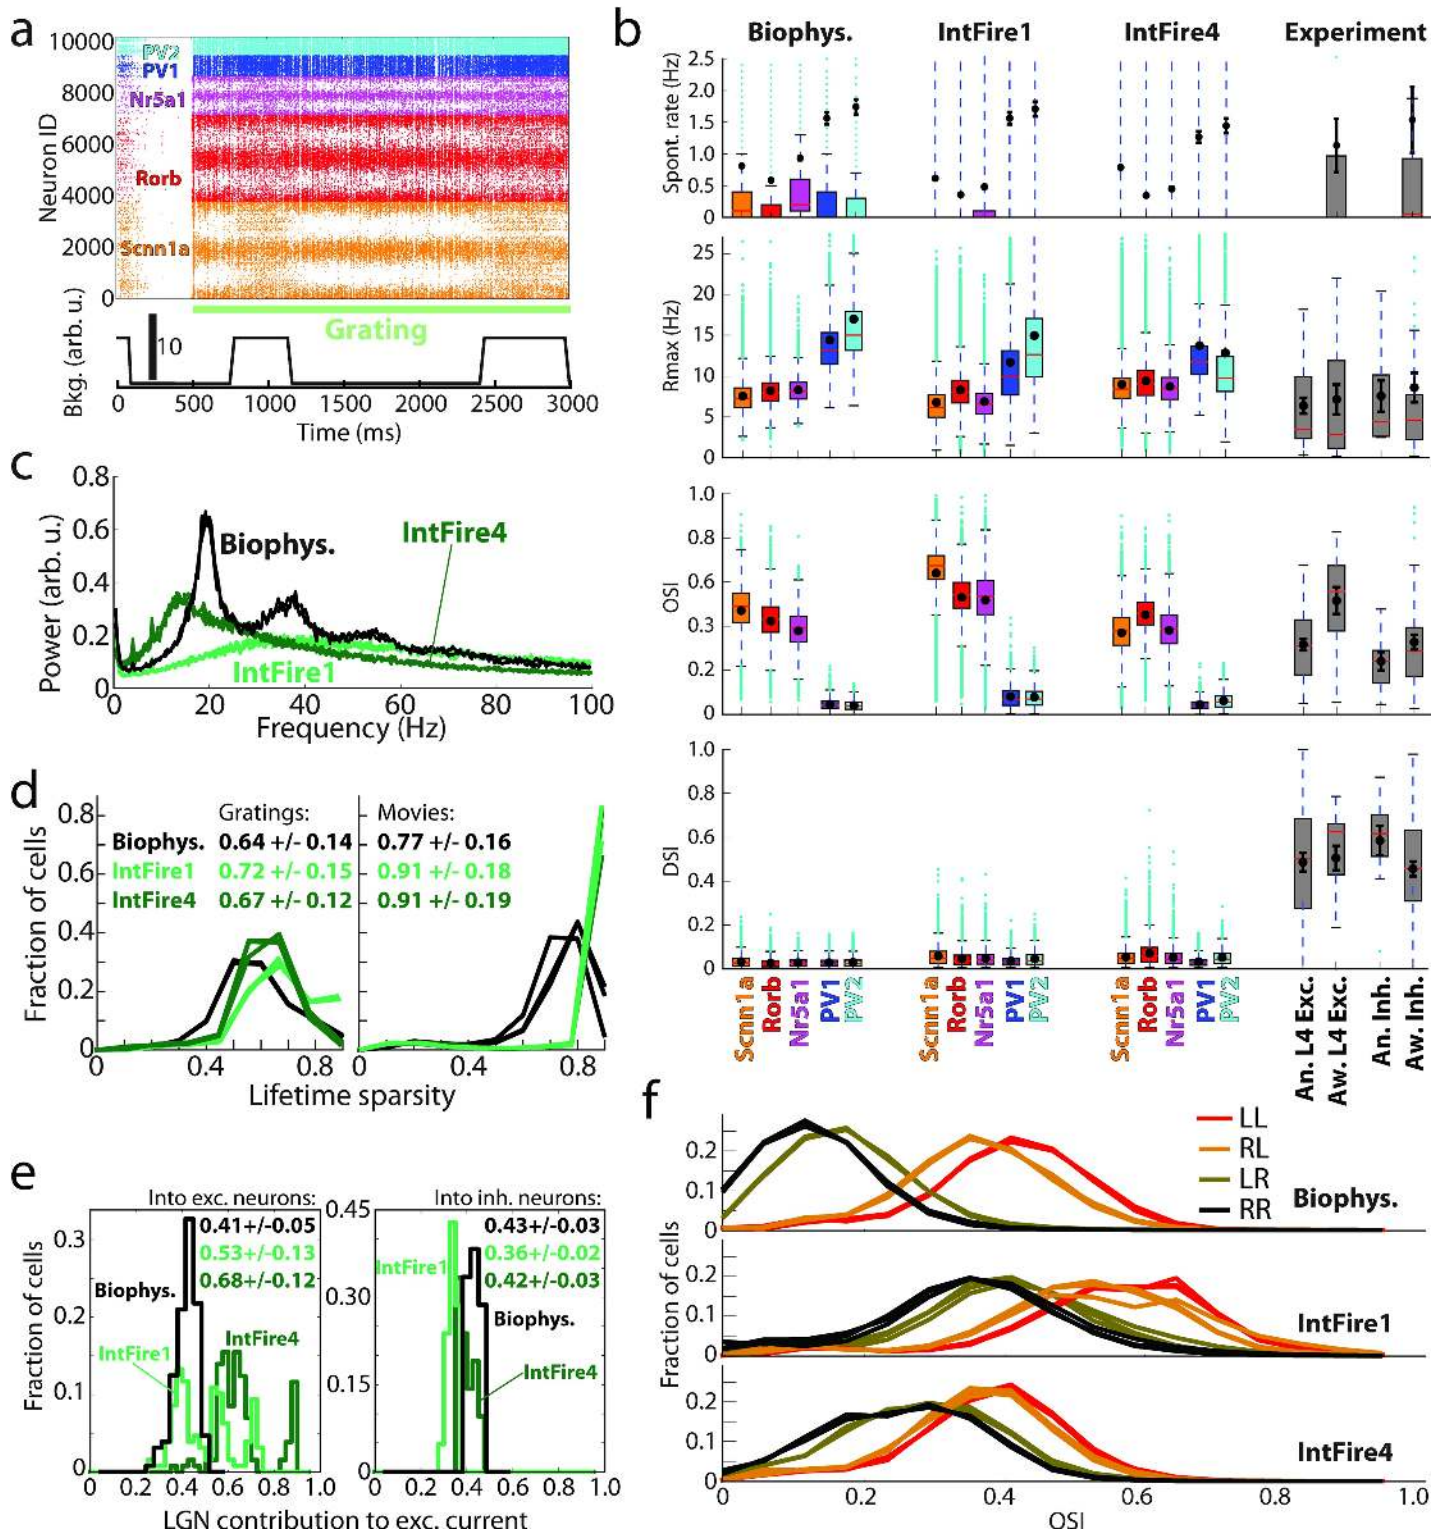 a
10000
8000
6000
4000
2000
0
Neuron ID
PV2
PV1
Nr5a1
Rorb
Scnn1a
Grating
Bkg. (arb. u.)
10
0 500 1000 1500 2000 2500 3000
Time (ms)
b
Biophys. IntFire1 IntFire4 Experiment
Spont. rate (Hz)
2.5
2.0
1.5
1.0
0.5
0
Rmax (Hz)
25
20
15
10
5
0
OSI
1.0
0.8
0.6
0.3
0.2
0
DSI
1.0
0.8
0.6
0.4
0.2
0
Scnn1a Rorb Nr5a1 PV1 PV2
Scnn1a Rorb Nr5a1 PV1 PV2
Scnn1a Rorb Nr5a1 PV1 PV2
An. L4 Exc. Aw. L4 Exc. An. Inh. Aw. Inh.
c
0.8
0.6
0.4
0.2
0
Power (arb. u.)
Biophys.
IntFire4
IntFire1
0 20 40 60 80 100
Frequency (Hz)
d
0.8
0.6
0.4
0.2
0
Fraction of cells
Gratings: Movies:
Biophys. 0.64 +/- 0.14 0.77 +/- 0.16
IntFire1 0.72 +/- 0.15 0.91 +/- 0.18
IntFire4 0.67 +/- 0.12 0.91 +/- 0.19
0 0.4 0.8 0 0.4 0.8
Lifetime sparsity
e
Into exc. neurons:
0.41+/-0.05
0.53+/-0.13
0.68+/-0.12
Biophys.
IntFire1
IntFire4
0.3
0.2
0.1
0
Fraction of cells
Into inh. neurons:
0.43+/-0.03
0.36+/-0.02
0.42+/-0.03
IntFire1
Biophys.
IntFire4
0.45
0.30
0.15
0
0 0.2 0.4 0.6 0.8 1.0 0 0.2 0.4 0.6 0.8 1.0
LGN contribution to exc. current
f
LL
RL
LR
RR
Biophys.
0.2
0.1
0
IntFire1
0.2
0.1
0
IntFire4
0.2
0.1
0
Fraction of cells
0 0.2 0.4 0.6 0.8 1.0
OSI